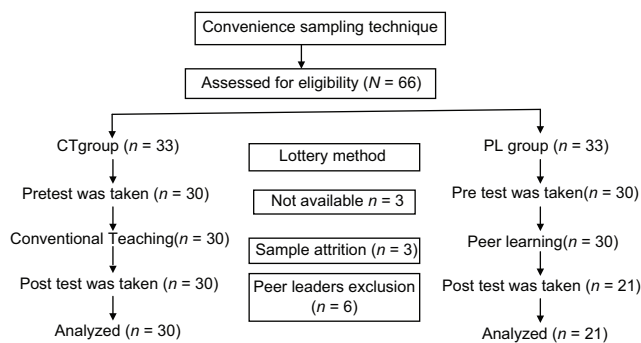 Convenience sampling technique
Assessed for eligibility (N = 66)
CTgroup (n = 33)
Lottery method
PL group (n = 33)
Pretest was taken (n = 30)
Not available n = 3
Pre test was taken(n = 30)
Conventional Teaching(n = 30)
Sample attrition (n = 3)
Peer learning(n = 30)
Post test was taken (n = 30)
Peer leaders exclusion
(n = 6)
Post test was taken (n = 21)
Analyzed (n = 30)
Analyzed (n = 21)